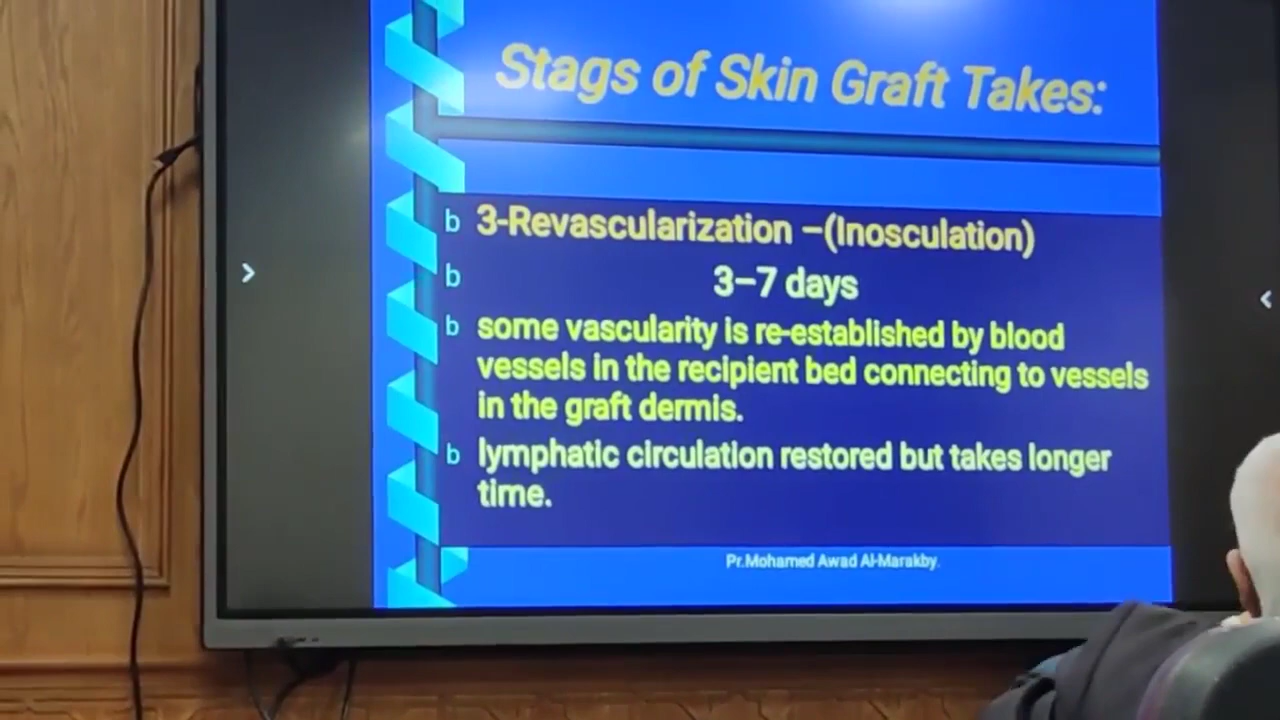 Stags of Skin Graft Takes:
b 3-Revascularization –(Inosculation)
b 3–7 days
b some vascularity is re-established by blood
vessels in the recipient bed connecting to vessels
in the graft dermis.
b lymphatic circulation restored but takes longer
time.
Pr.Mohamed Awad Al-Marakby.